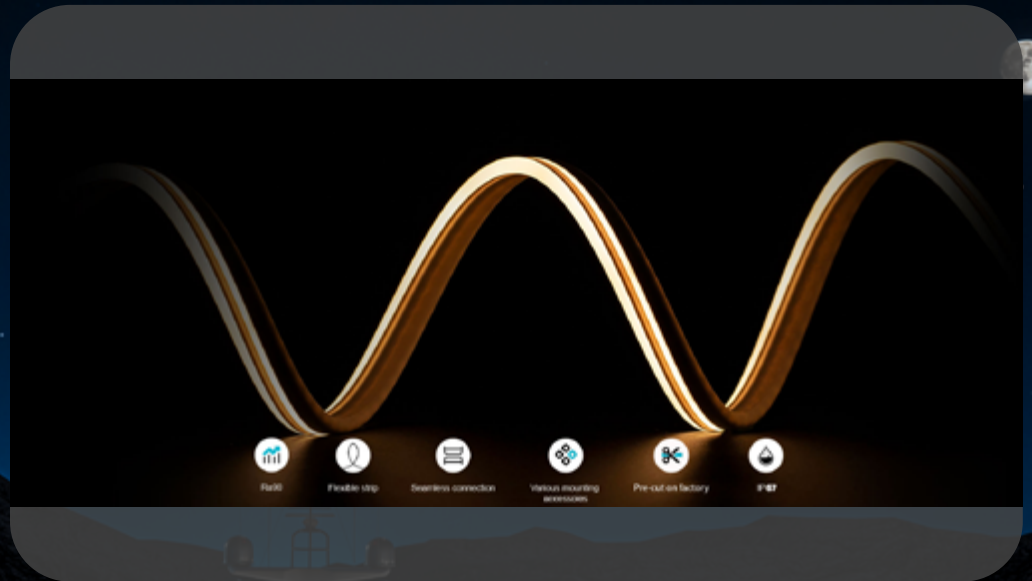 Ra90
Flexible strip
Seamless connection
Various mounting
accessories
Pre-cut on factory
IP67